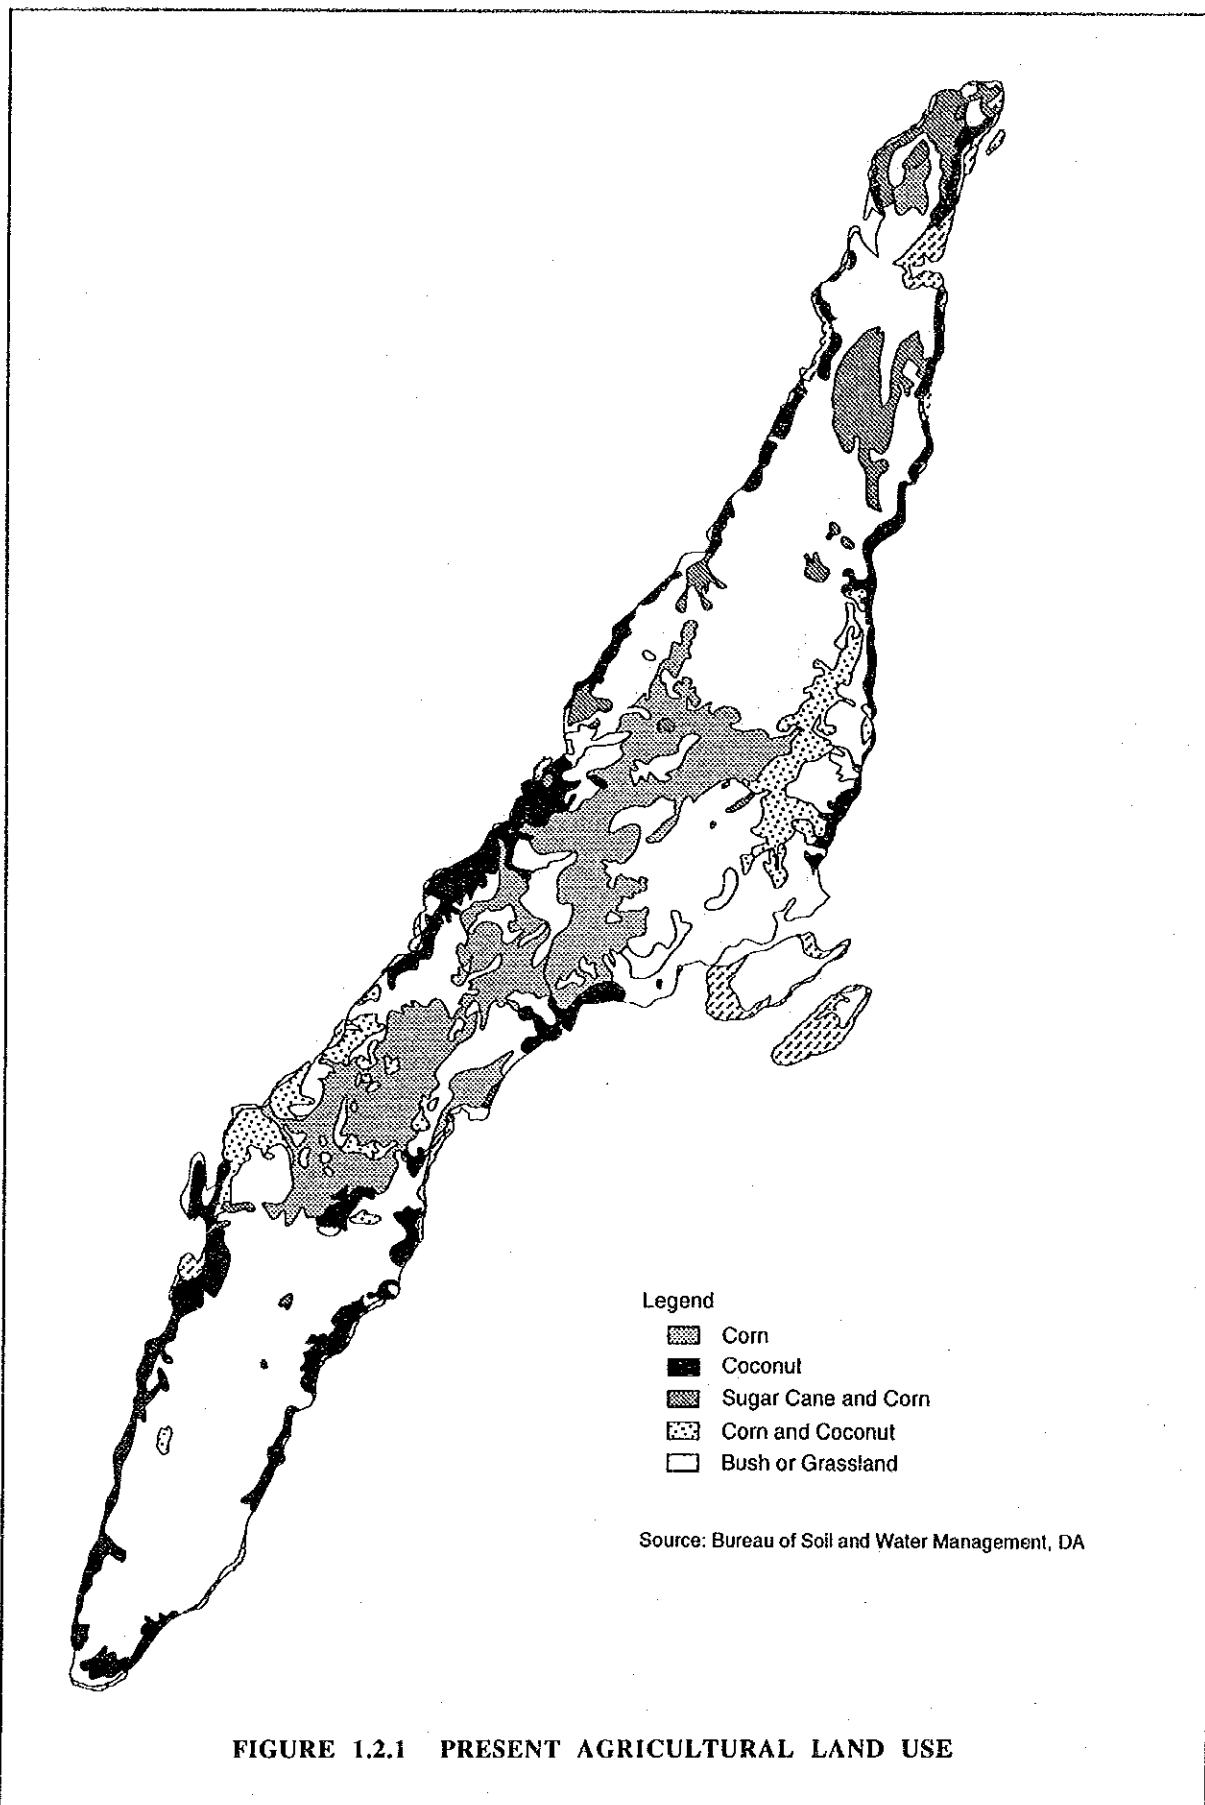 Legend
Corn
Coconut
Sugar Cane and Corn
Corn and Coconut
Bush or Grassland
Source: Bureau of Soil and Water Management, DA
FIGURE 1.2.1 PRESENT AGRICULTURAL LAND USE